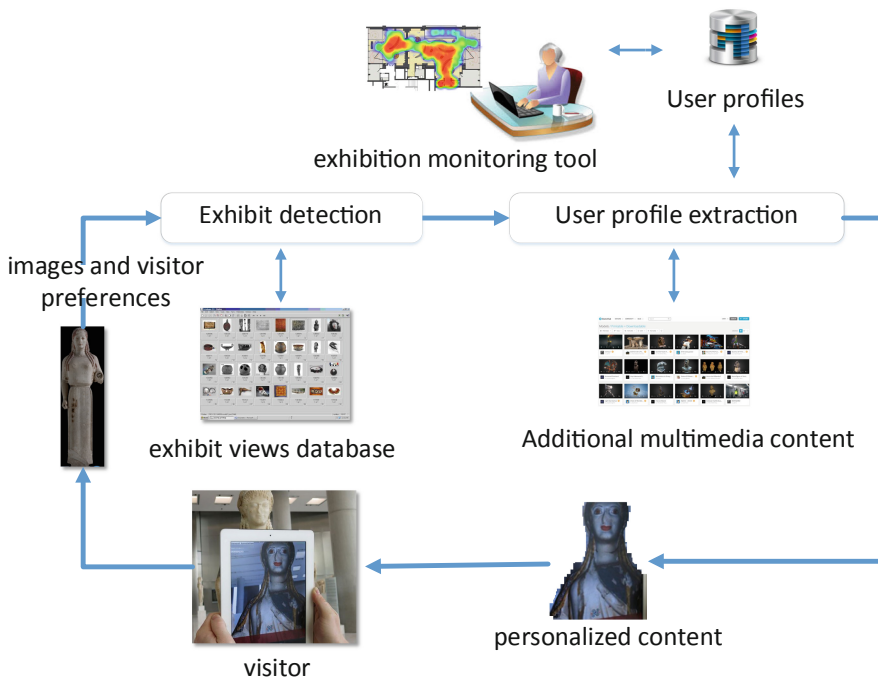 User profiles
exhibition monitoring tool
Exhibit detection
User profile extraction
images and visitor
preferences
exhibit views database
Additional multimedia content
personalized content
visitor